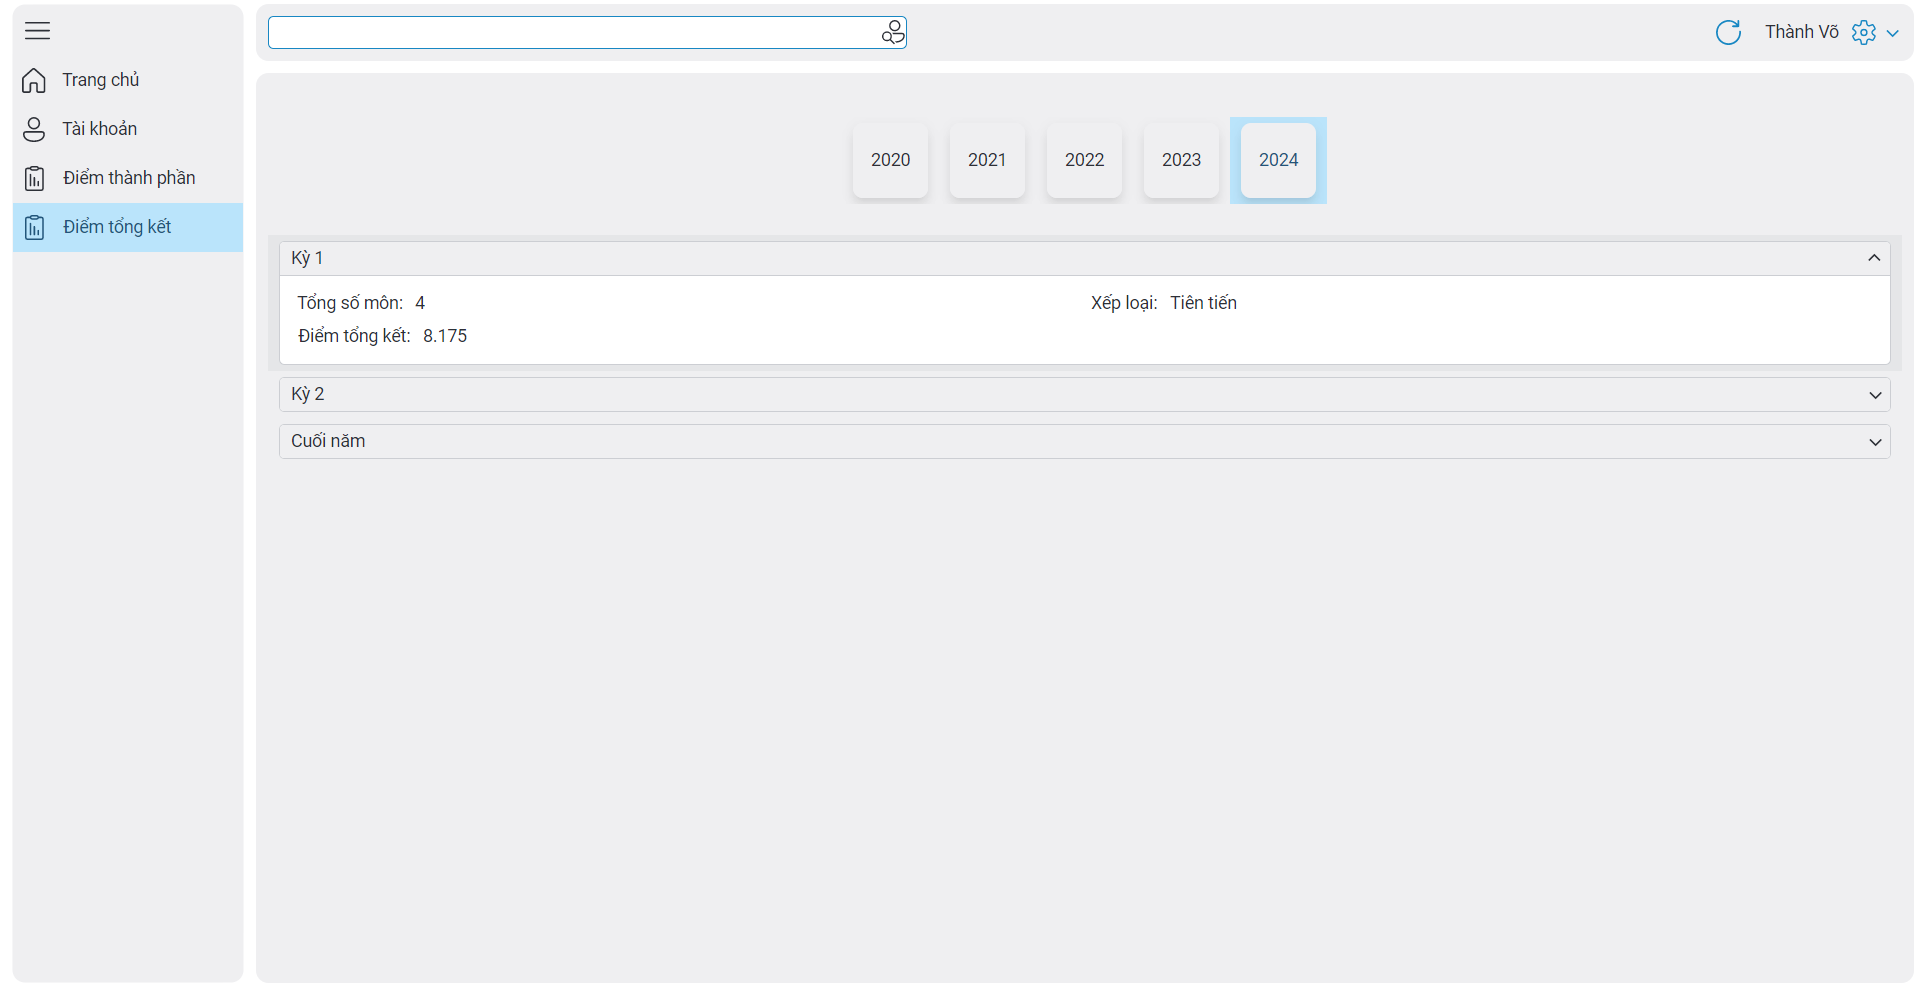 Trang chủ
Tài khoản
Điểm thành phần
Điểm tổng kết
Thành Võ
2020
2021
2022
2023
2024
Kỳ 1
Tổng số môn: 4
Xếp loại: Tiên tiến
Điểm tổng kết: 8.175
Kỳ 2
Cuối năm